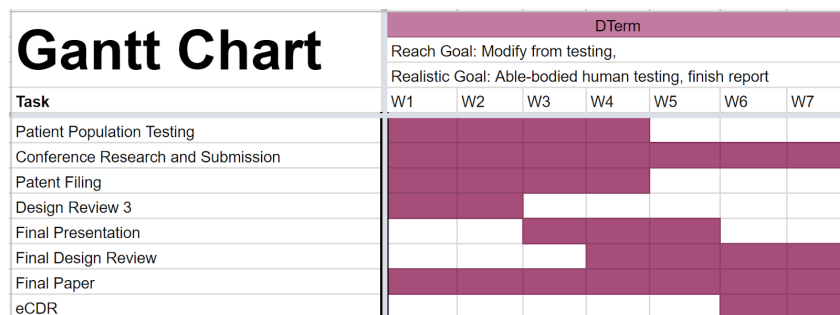 Gantt Chart
DTerm
Reach Goal: Modify from testing,
Realistic Goal: Able-bodied human testing, finish report
Task W1 W2 W3 W4 W5 W6 W7
Patient Population Testing
Conference Research and Submission
Patent Filing
Design Review 3
Final Presentation
Final Design Review
Final Paper
eCDR